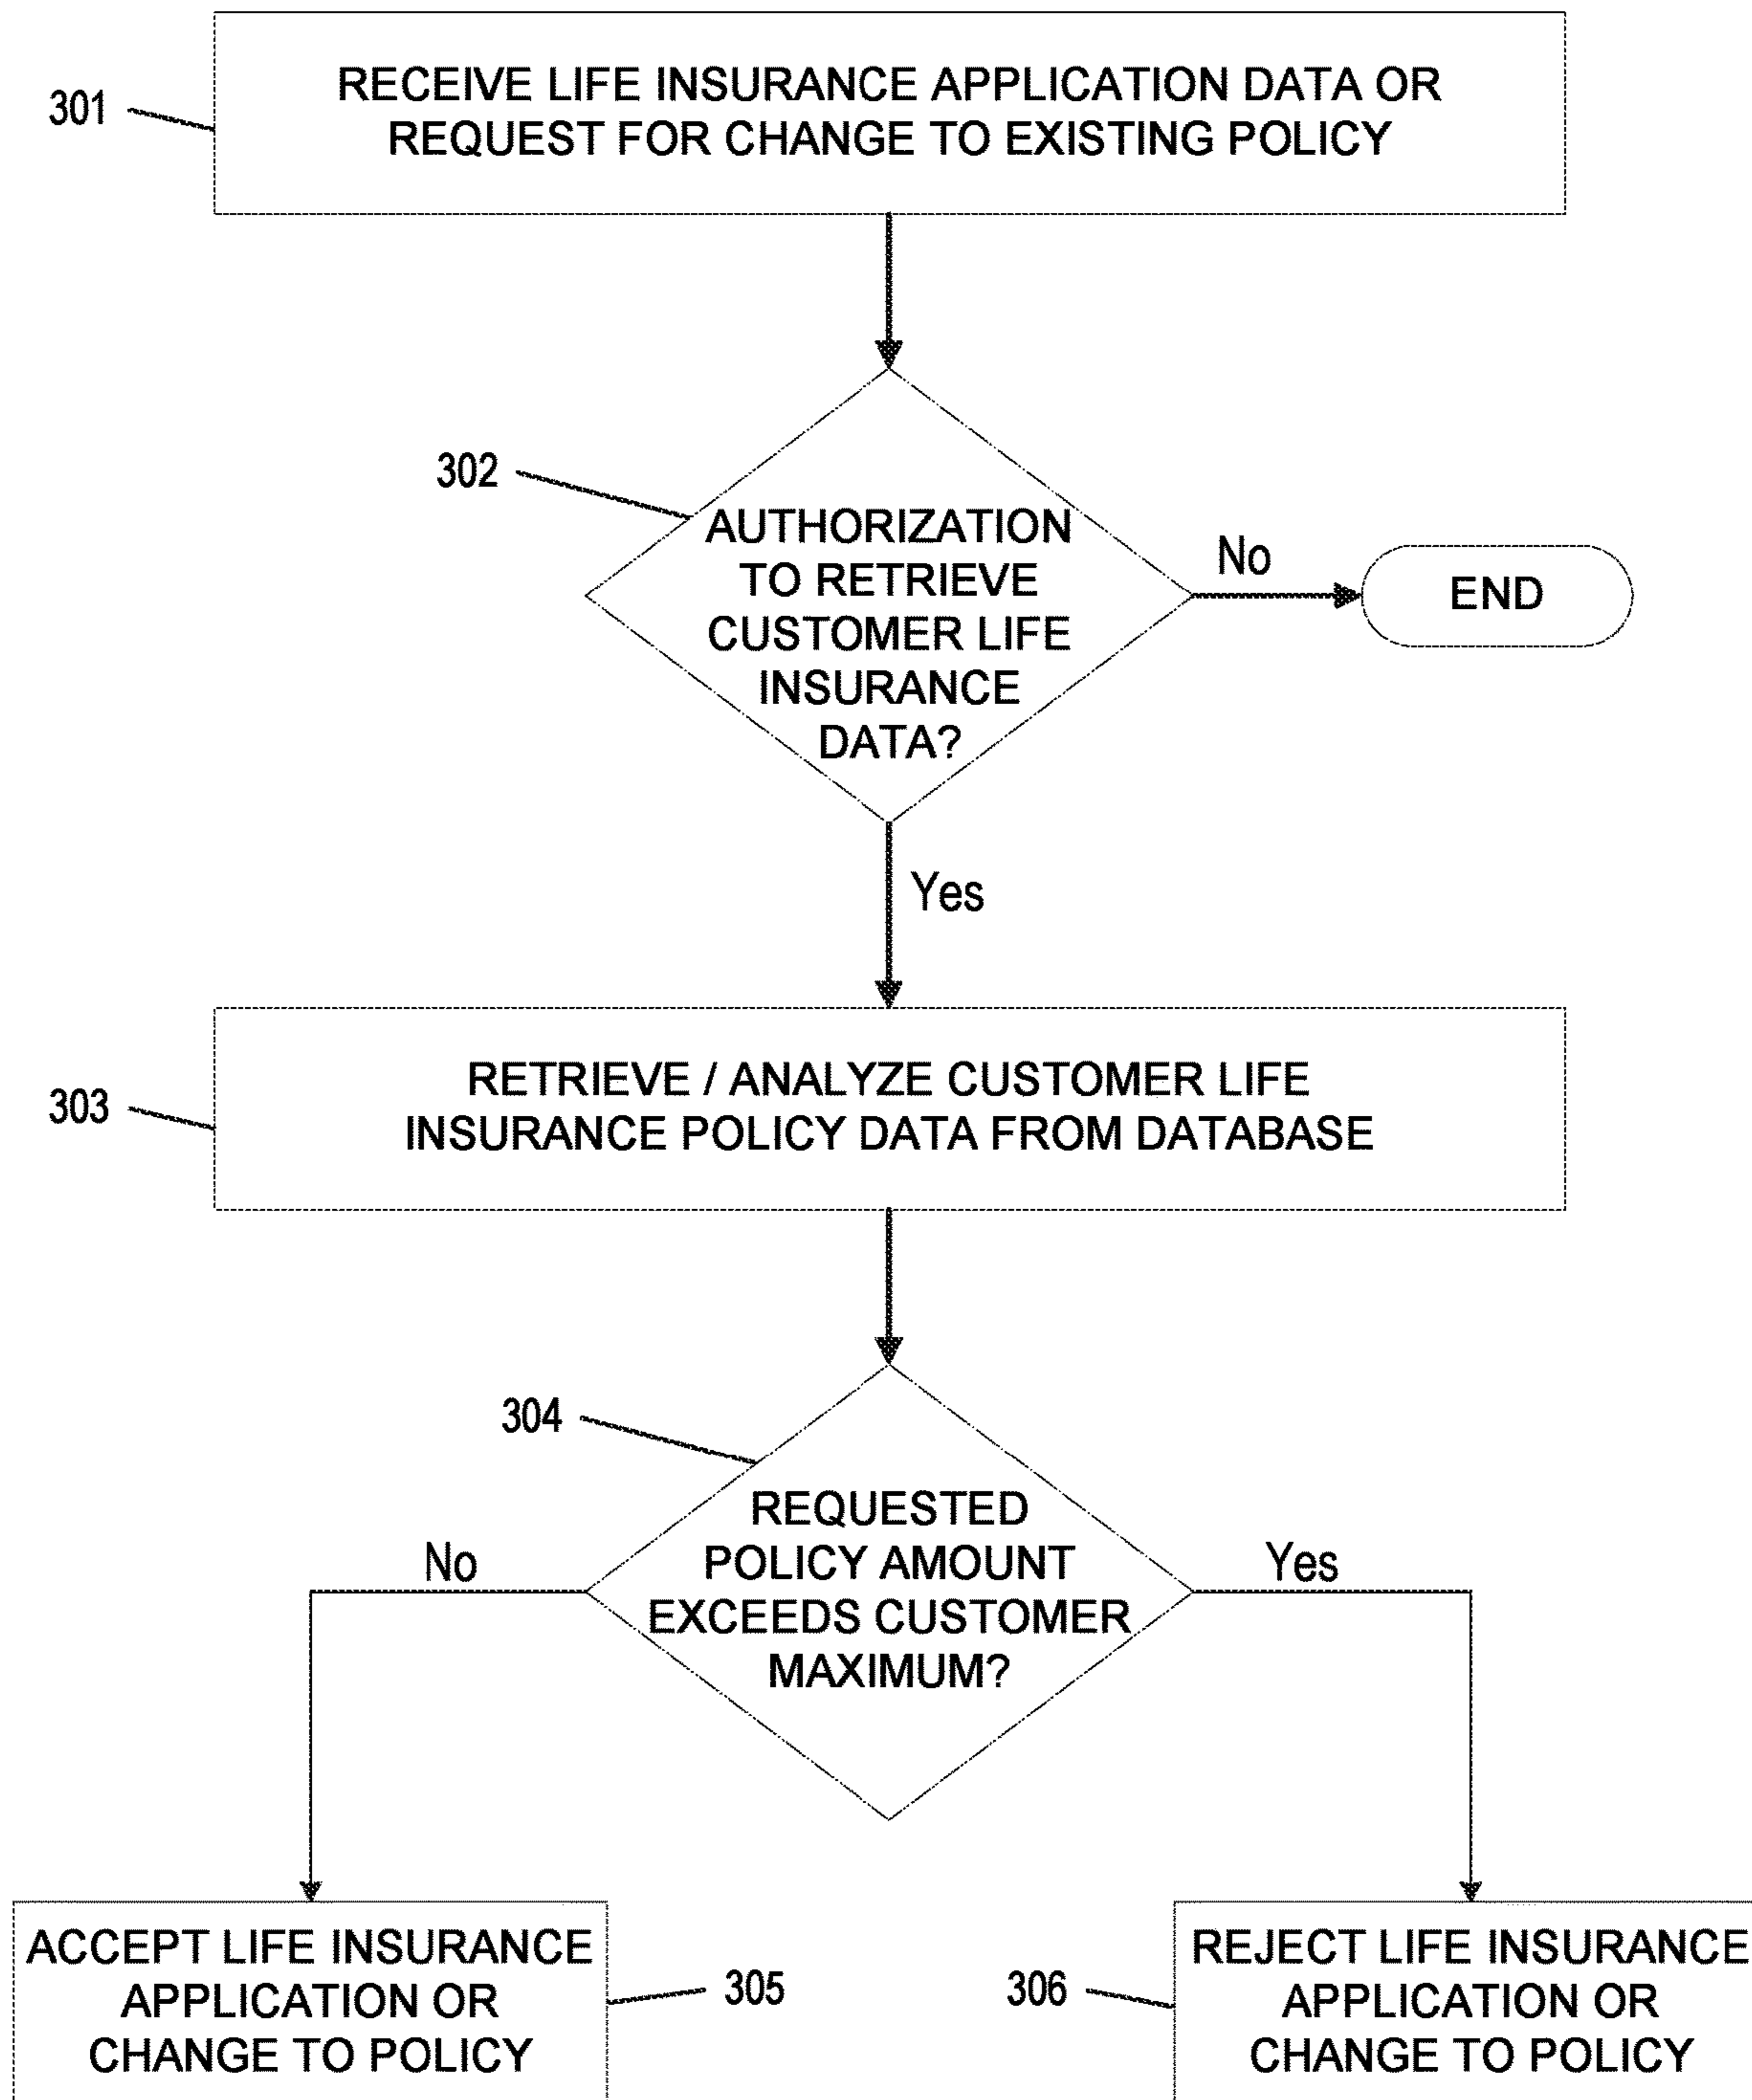 301
RECEIVE LIFE INSURANCE APPLICATION DATA OR
REQUEST FOR CHANGE TO EXISTING POLICY
302
AUTHORIZATION
TO RETRIEVE
CUSTOMER LIFE
INSURANCE
DATA?
No
END
Yes
303
RETRIEVE / ANALYZE CUSTOMER LIFE
INSURANCE POLICY DATA FROM DATABASE
304
REQUESTED
POLICY AMOUNT
EXCEEDS CUSTOMER
MAXIMUM?
No
Yes
ACCEPT LIFE INSURANCE
APPLICATION OR
CHANGE TO POLICY
305
306
REJECT LIFE INSURANCE
APPLICATION OR
CHANGE TO POLICY